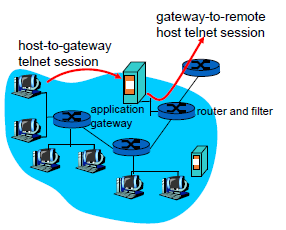 gateway-to-remote
host telnet session
host-to-gateway
telnet session
application
gateway
router and filter